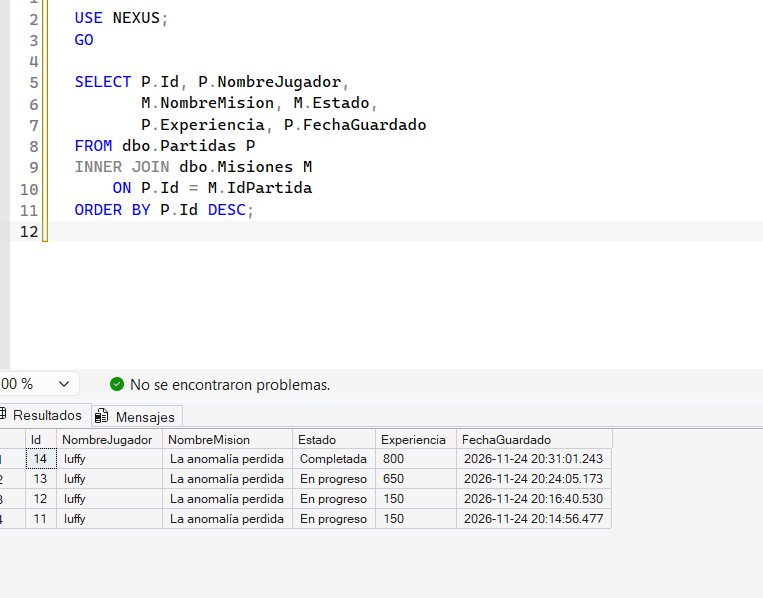 2 USE NEXUS;
3 GO
4
5 SELECT P.Id, P.NombreJugador,
6 M.NombreMision, M.Estado,
7 P.Experiencia, P.FechaGuardado
8 FROM dbo.Partidas P
9 INNER JOIN dbo.Misiones M
10 ON P.Id = M.IdPartida
11 ORDER BY P.Id DESC;
12
00 % No se encontraron problemas.
Resultados Mensajes
Id NombreJugador NombreMision Estado Experiencia FechaGuardado
14 luffy La anomalía perdida Completada 800 2026-11-24 20:31:01.243
13 luffy La anomalía perdida En progreso 650 2026-11-24 20:24:05.173
12 luffy La anomalía perdida En progreso 150 2026-11-24 20:16:40.530
11 luffy La anomalía perdida En progreso 150 2026-11-24 20:14:56.477